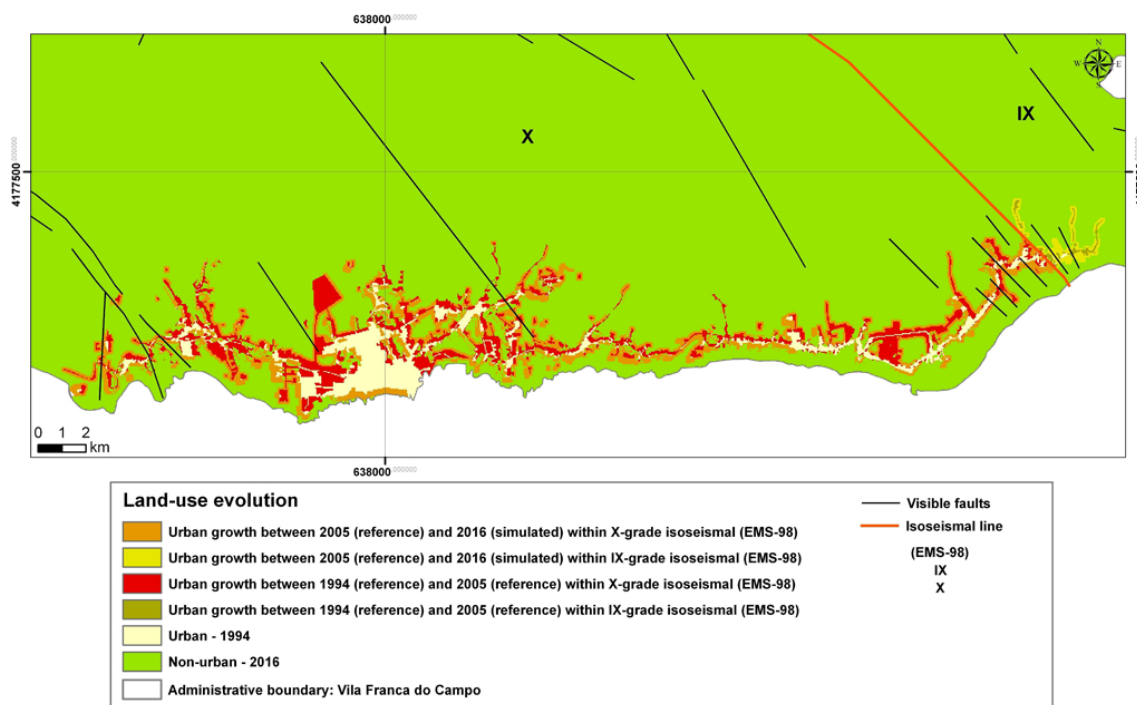 638000.000000
N
W E
S
IX
X
4177500.000000
0 1 2
km
638000.000000
Land-use evolution
Urban growth between 2005 (reference) and 2016 (simulated) within X-grade isoseismal (EMS-98)
Urban growth between 2005 (reference) and 2016 (simulated) within IX-grade isoseismal (EMS-98)
Urban growth between 1994 (reference) and 2005 (reference) within X-grade isoseismal (EMS-98)
Urban growth between 1994 (reference) and 2005 (reference) within IX-grade isoseismal (EMS-98)
Urban - 1994
Non-urban - 2016
Administrative boundary: Vila Franca do Campo
Visible faults
Isoseismal line
(EMS-98)
IX
X